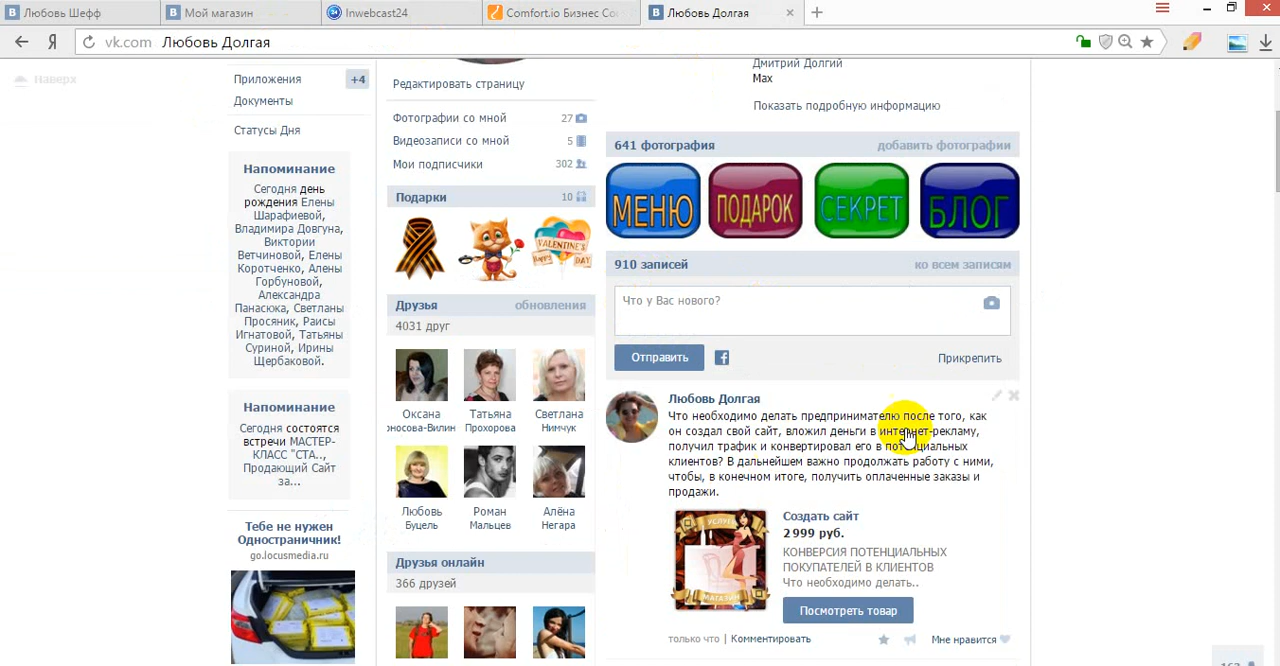 Любовь Шефф
Мой магазин
Inwebcast24
Comfort.io Бизнес Со
Любовь Долгая
vk.com Любовь Долгая
Наверх
Приложения +4
Документы
Статусы Дня
Напоминание
Сегодня день
рождения Елены
Шарафиевой,
Владимира Довгуна,
Виктории
Ветчиновой, Елены
Коротченко, Алены
Горбуновой,
Александра
Панасюка, Светланы
Просяник, Раисы
Игнатовой, Татьяны
Суриной, Ирины
Щербаковой.
Напоминание
Сегодня состоятся
встречи МАСТЕР-
КЛАСС "СТА..,
Продающий Сайт
за...
Тебе не нужен
Одностраничник!
go.locusmedia.ru
Редактировать страницу
Фотографии со мной 27
Видеозаписи со мной 5
Мои подписчики 302
Подарки 10
VALENTINE'S
DAY
Друзья обновления
4031 друг
Оксана
Татьяна
Прохорова
Светлана
Нимчук
Любовь
Буцель
Роман
Мальцев
Алёна
Негара
Друзья онлайн
366 друзей
Дмитрий Долгий
Max
Показать подробную информацию
641 фотография добавить фотографии
МЕНЮ ПОДАРОК СЕКРЕТ БЛОГ
910 записей ко всем записям
Что у Вас нового?
Отправить Прикрепить
Любовь Долгая
Что необходимо делать предпринимателю после того, как
он создал свой сайт, вложил деньги в интернет-рекламу,
получил трафик и конвертировал его в потенциальных
клиентов? В дальнейшем важно продолжать работу с ними,
чтобы, в конечном итоге, получить оплаченные заказы и
продажи.
УСЛУГ
МАГАЗИН
Создать сайт
2 999 руб.
КОНВЕРСИЯ ПОТЕНЦИАЛЬНЫХ
ПОКУПАТЕЛЕЙ В КЛИЕНТОВ
Что необходимо делать..
Посмотреть товар
только что | Комментировать Мне нравится